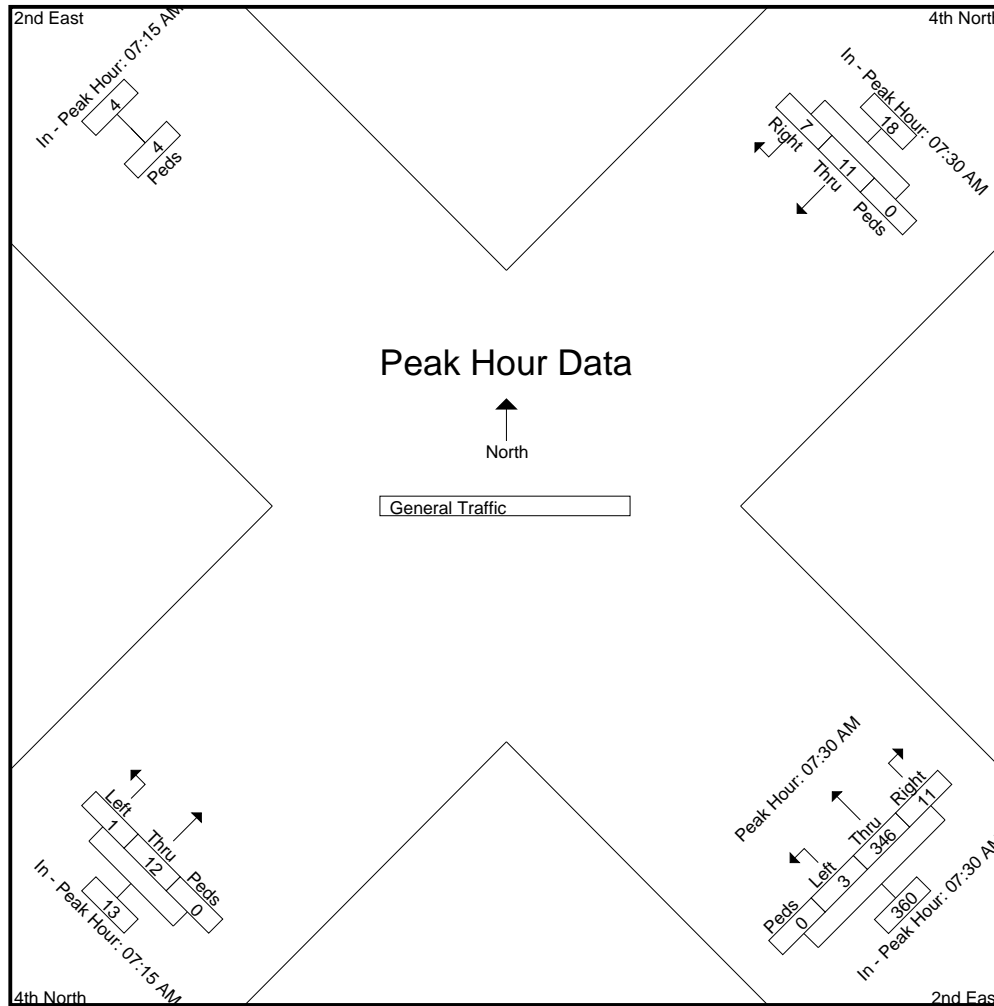 2nd East
4th North
In - Peak Hour: 07:15 AM
4
4
Peds
In - Peak Hour: 07:30 AM
18
7
11
0
Right
Thru
Peds
Peak Hour Data
North
General Traffic
Left
Thru
Peds
1
12
0
13
In - Peak Hour: 07:15 AM
4th North
Peak Hour: 07:30 AM
Peds
Left
Thru
Right
0
3
346
11
360
In - Peak Hour: 07:30 AM
2nd East